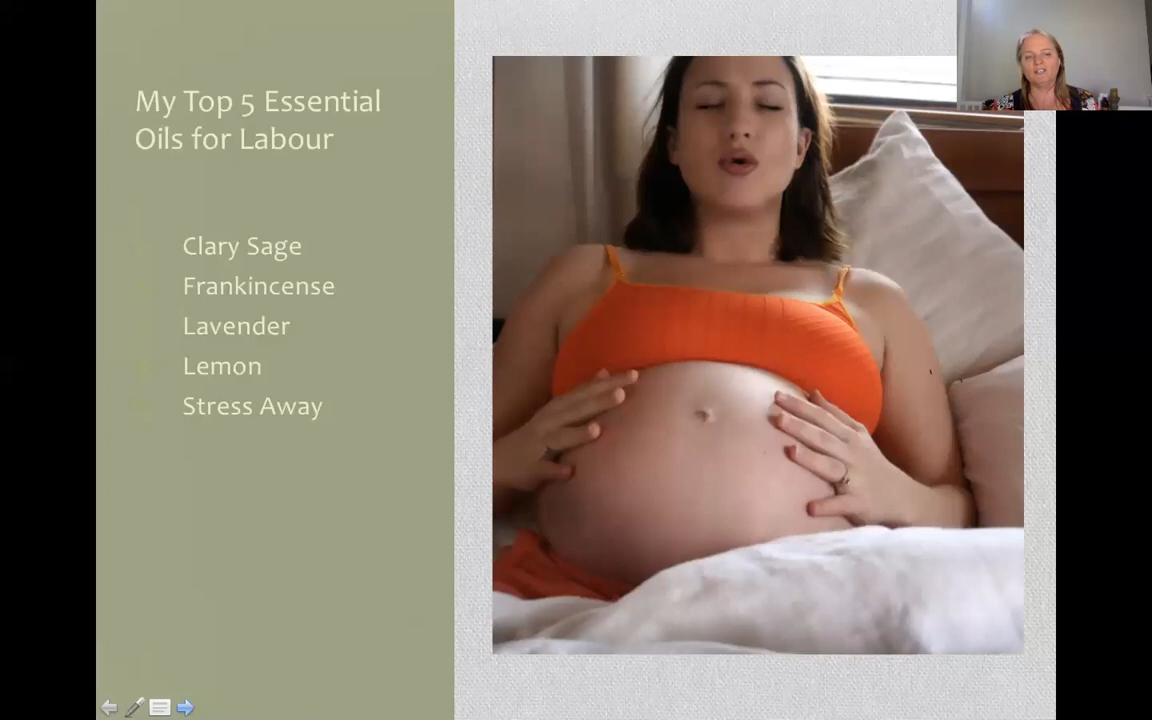 My Top 5 Essential
Oils for Labour
Clary Sage
Frankincense
Lavender
Lemon
Stress Away